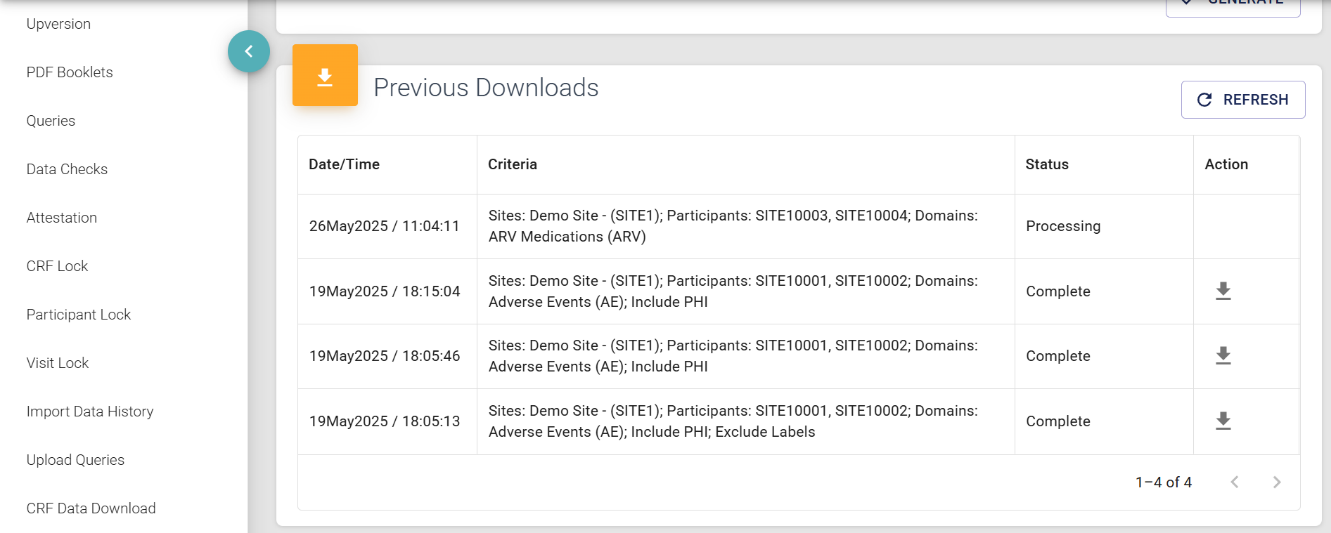 Upversion
PDF Booklets
Queries
Data Checks
Attestation
CRF Lock
Participant Lock
Visit Lock
Import Data History
Upload Queries
CRF Data Download
GENERATE
Previous Downloads
REFRESH
Date/Time Criteria Status Action
26May2025 / 11:04:11 Sites: Demo Site - (SITE1); Participants: SITE10003, SITE10004; Domains: Processing
ARV Medications (ARV)
19May2025 / 18:15:04 Sites: Demo Site - (SITE1); Participants: SITE10001, SITE10002; Domains: Complete
Adverse Events (AE); Include PHI
19May2025 / 18:05:46 Sites: Demo Site - (SITE1); Participants: SITE10001, SITE10002; Domains: Complete
Adverse Events (AE); Include PHI
19May2025 / 18:05:13 Sites: Demo Site - (SITE1); Participants: SITE10001, SITE10002; Domains: Complete
Adverse Events (AE); Include PHI; Exclude Labels
1–4 of 4